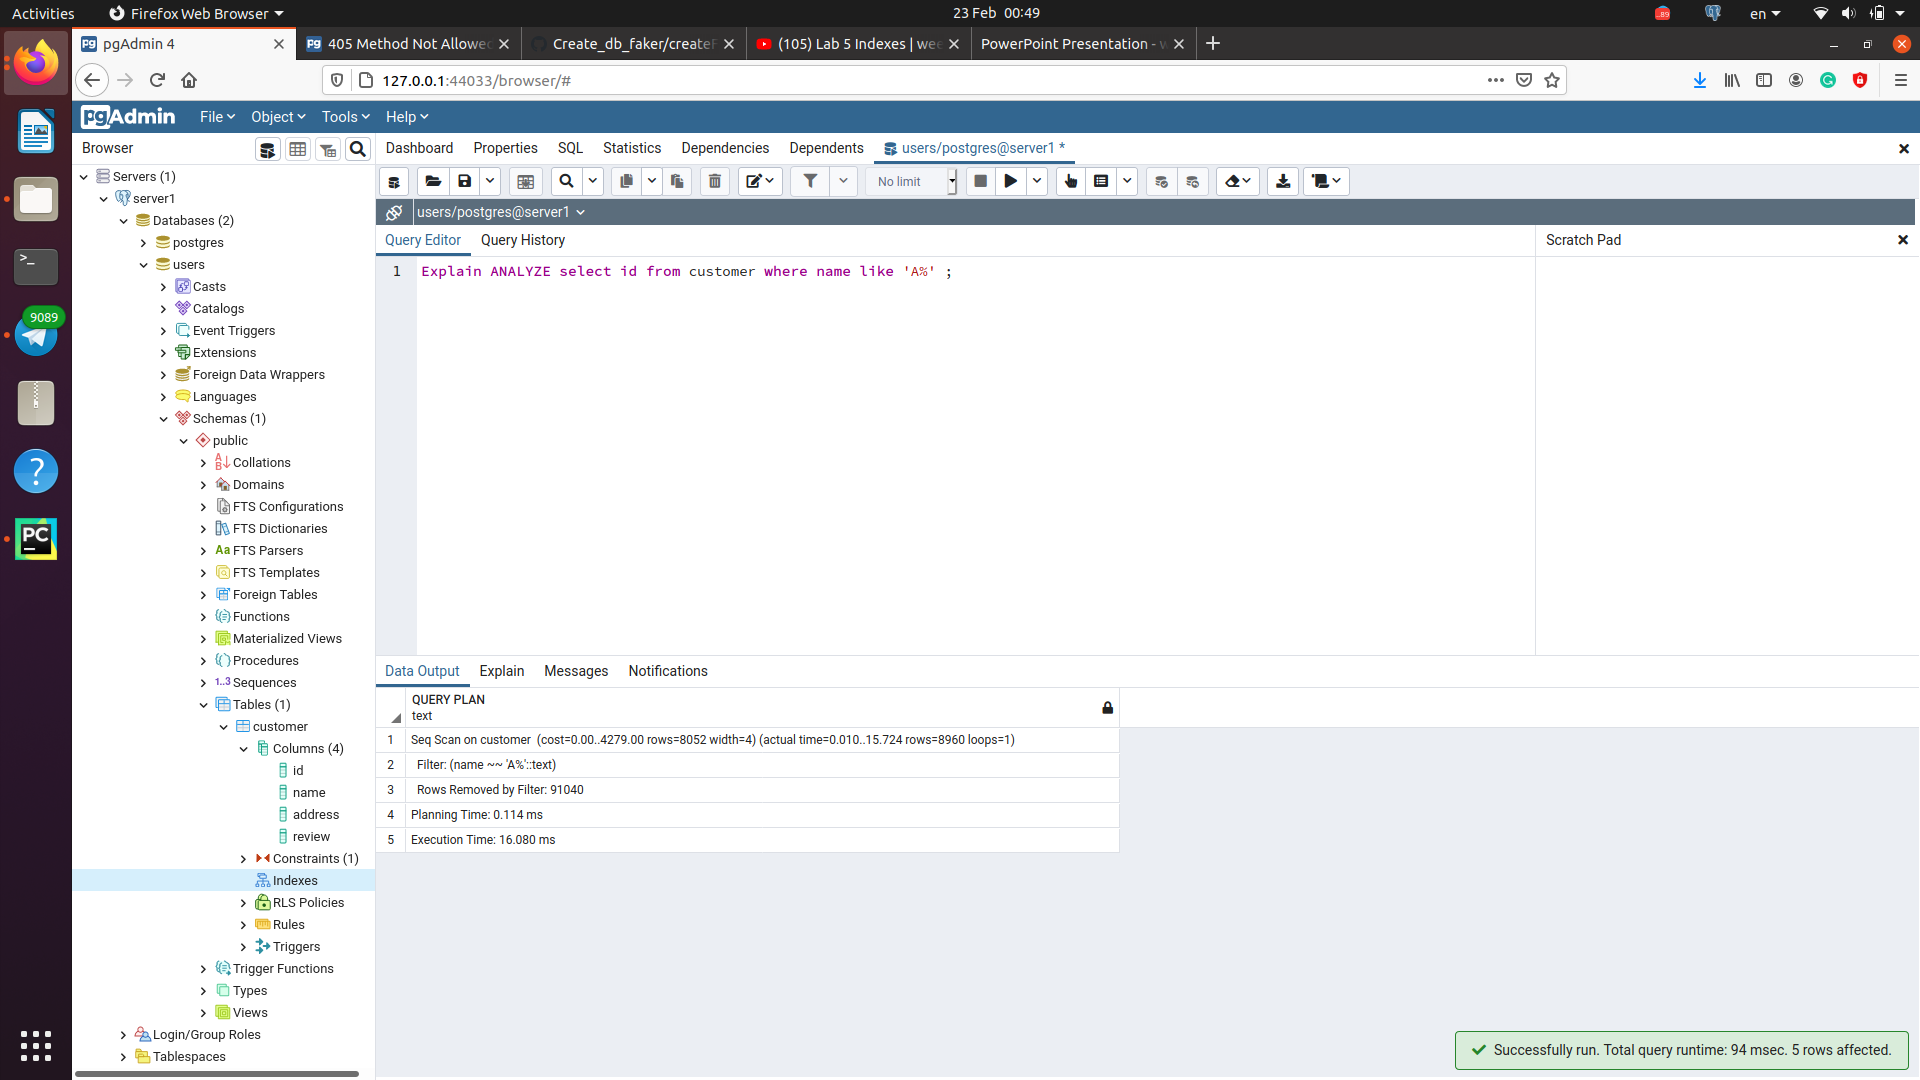 Activities
Firefox Web Browser
23 Feb 00:49
.89
en
pgAdmin 4
405 Method Not Allowed
Create_db_faker/create
(105) Lab 5 Indexes | we
PowerPoint Presentation - w
127.0.0.1:44033/browser/#
pgAdmin
File
Object
Tools
Help
Browser
Dashboard
Properties
SQL
Statistics
Dependencies
Dependents
users/postgres@server1 *
No limit
users/postgres@server1
Query Editor
Query History
Scratch Pad
1
Explain ANALYZE select id from customer where name like 'A%' ;
9089
>_
?
PC
Servers (1)
server1
Databases (2)
postgres
users
Casts
Catalogs
Event Triggers
Extensions
Foreign Data Wrappers
Languages
Schemas (1)
public
Collations
Domains
FTS Configurations
FTS Dictionaries
Aa FTS Parsers
FTS Templates
Foreign Tables
Functions
Materialized Views
Procedures
1..3 Sequences
Tables (1)
customer
Columns (4)
id
name
address
review
Constraints (1)
Indexes
RLS Policies
Rules
Triggers
Trigger Functions
Types
Views
Login/Group Roles
Tablespaces
Data Output
Explain
Messages
Notifications
QUERY PLAN
text
1 Seq Scan on customer (cost=0.00..4279.00 rows=8052 width=4) (actual time=0.010..15.724 rows=8960 loops=1)
2 Filter: (name ~~ 'A%'::text)
3 Rows Removed by Filter: 91040
4 Planning Time: 0.114 ms
5 Execution Time: 16.080 ms
Successfully run. Total query runtime: 94 msec. 5 rows affected.